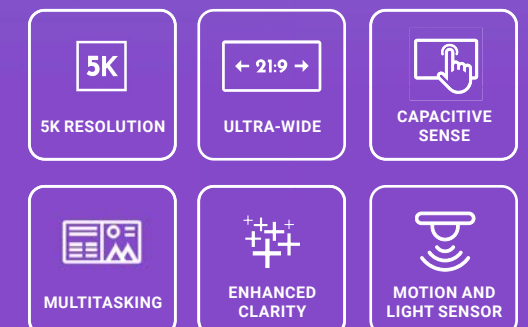 5K
← 21:9 →
5K RESOLUTION
ULTRA-WIDE
CAPACITIVE
SENSE
MULTITASKING
ENHANCED
CLARITY
MOTION AND
LIGHT SENSOR